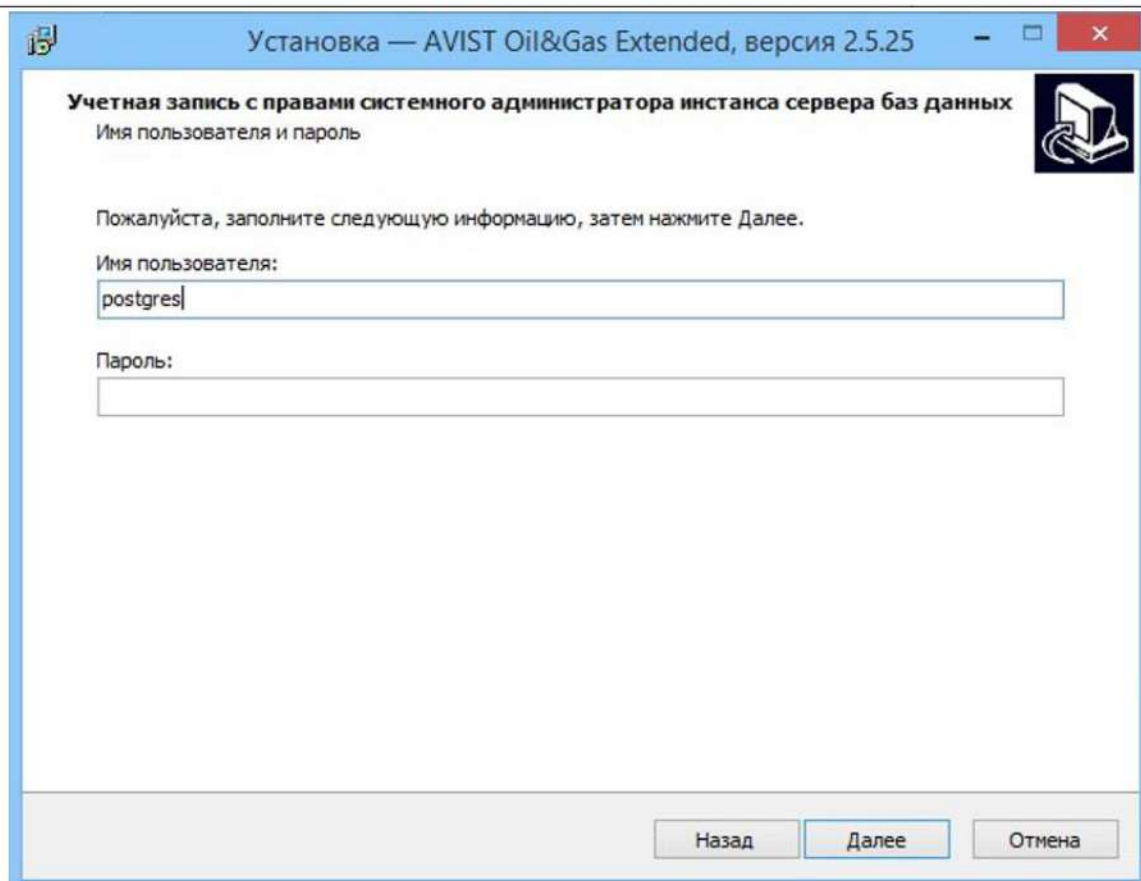 Установка — AVIST Oil&Gas Extended, версия 2.5.25
Учетная запись с правами системного администратора инстанса сервера баз данных
Имя пользователя и пароль
Пожалуйста, заполните следующую информацию, затем нажмите Далее.
Имя пользователя:
postgres
Пароль:
Назад Далее Отмена